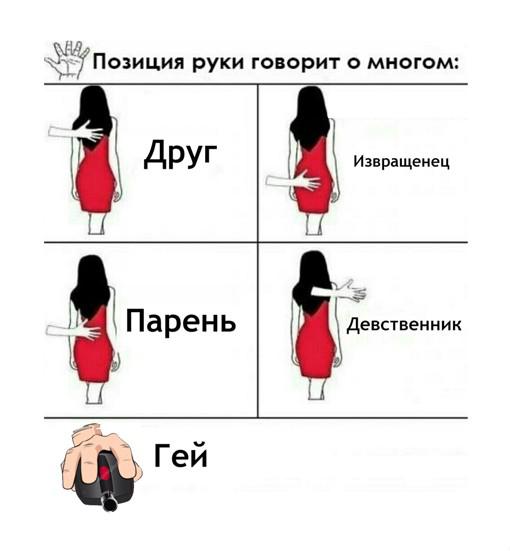 Позиция руки говорит о многом:
Друг
Извращенец
Парень
Девственник
Гей